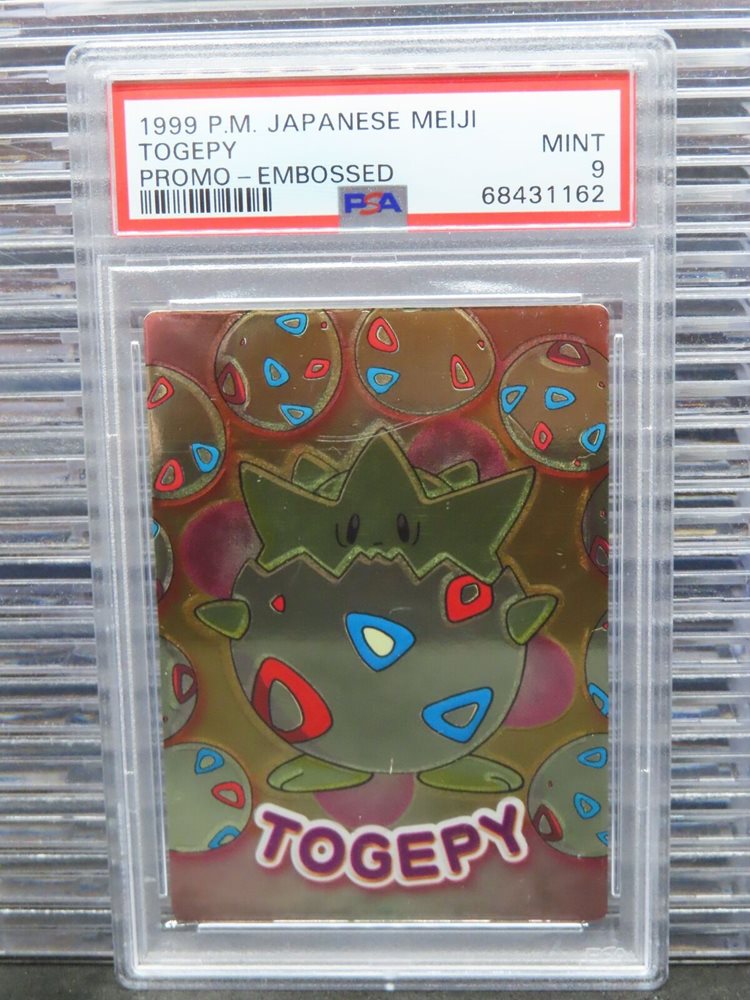 1999 P.M. JAPANESE MEIJI
TOGEPY MINT
PROMO – EMBOSSED 9
PSA 68431162
TOGEPY